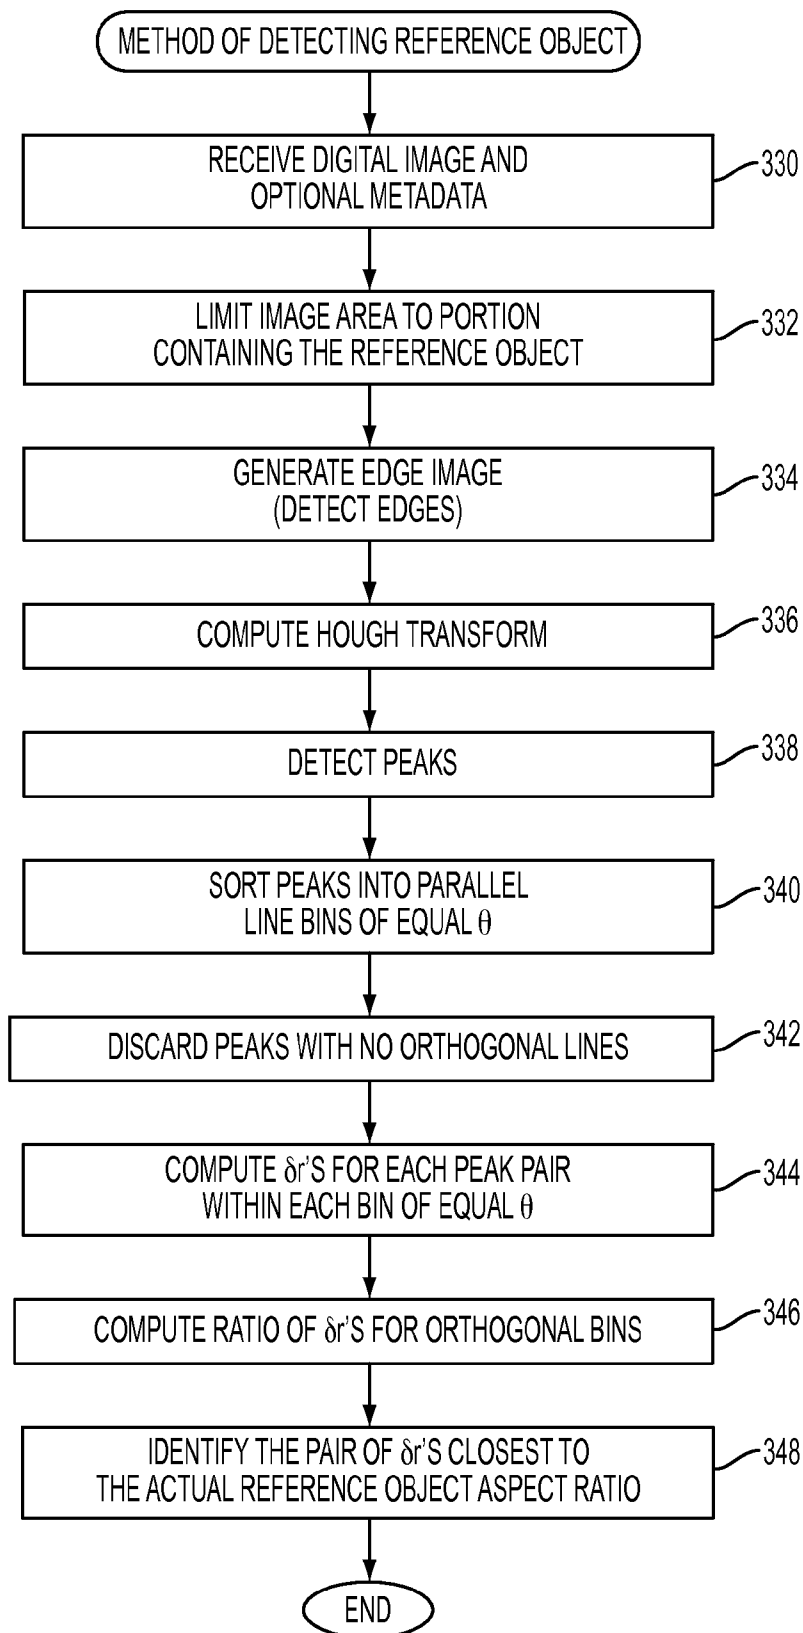 METHOD OF DETECTING REFERENCE OBJECT
RECEIVE DIGITAL IMAGE AND
OPTIONAL METADATA
330
LIMIT IMAGE AREA TO PORTION
CONTAINING THE REFERENCE OBJECT
332
GENERATE EDGE IMAGE
(DETECT EDGES)
334
COMPUTE HOUGH TRANSFORM
336
DETECT PEAKS
338
SORT PEAKS INTO PARALLEL
LINE BINS OF EQUAL θ
340
DISCARD PEAKS WITH NO ORTHOGONAL LINES
342
COMPUTE δr'S FOR EACH PEAK PAIR
WITHIN EACH BIN OF EQUAL θ
344
COMPUTE RATIO OF δr'S FOR ORTHOGONAL BINS
346
IDENTIFY THE PAIR OF δr'S CLOSEST TO
THE ACTUAL REFERENCE OBJECT ASPECT RATIO
348
END